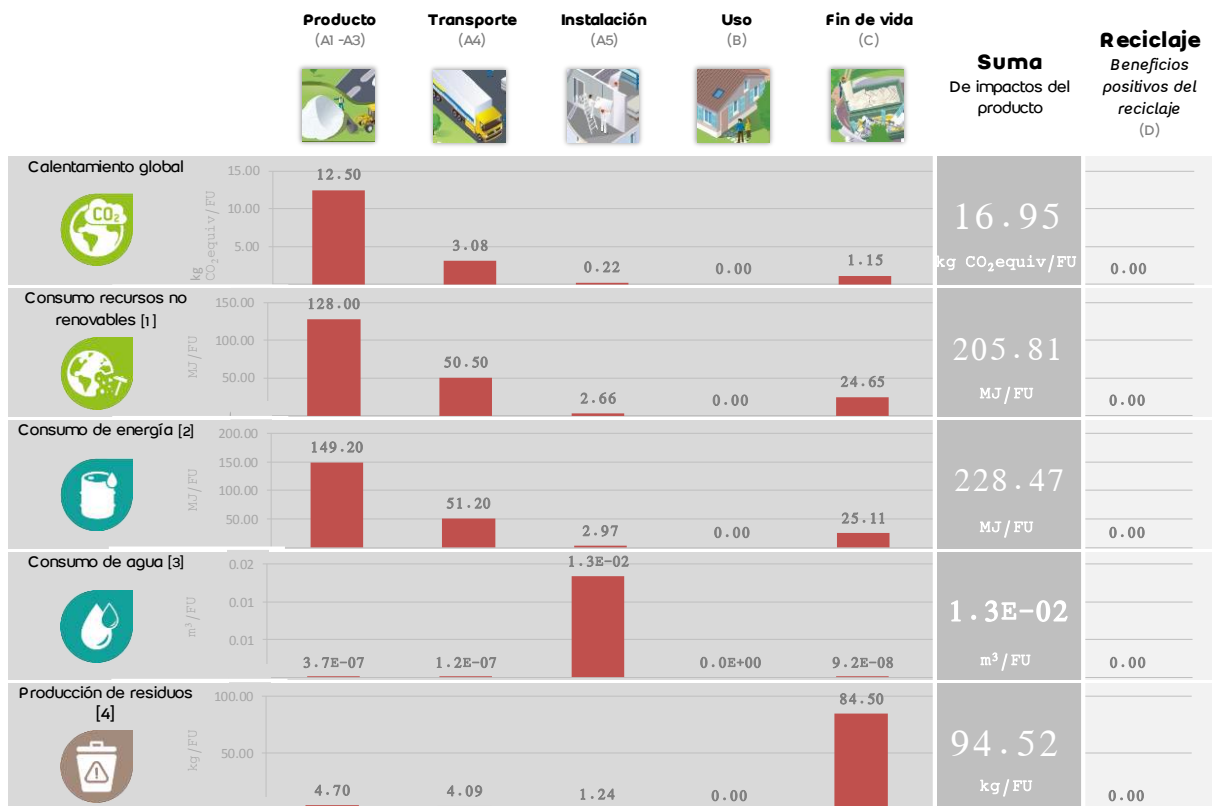 Producto
(A1 -A3)
Transporte
(A4)
Instalación
(A5)
Uso
(B)
Fin de vida
(C)
Suma
De impactos del
producto
Reciclaje
Beneficios
positivos del
reciclaje
(D)
Calentamiento global
CO2
kg
CO2equiv/FU
15.00
10.00
5.00
12.50
3.08
0.22
0.00
1.15
16.95
kg CO2equiv/FU
0.00
Consumo recursos no
renovables [1]
MJ/FU
150.00
100.00
50.00
128.00
50.50
2.66
0.00
24.65
205.81
MJ/FU
0.00
Consumo de energía [2]
MJ/FU
200.00
150.00
100.00
50.00
149.20
51.20
2.97
0.00
25.11
228.47
MJ/FU
0.00
Consumo de agua [3]
m³/FU
0.02
0.01
0.01
3.7E-07
1.2E-07
1.3E-02
0.0E+00
9.2E-08
1.3E-02
m³/FU
0.00
Producción de residuos
[4]
kg/FU
100.00
50.00
4.70
4.09
1.24
0.00
84.50
94.52
kg/FU
0.00